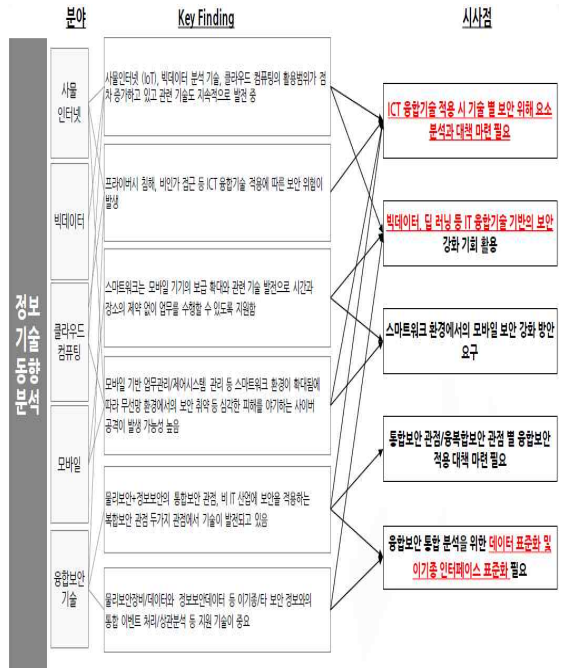 분야
Key Finding
시사점
정보
기술
동향
분석
사물
인터넷
빅데이터
클라우드
컴퓨팅
모바일
융합보안
기술
사물인터넷 (IoT), 빅데이터 분석 기술, 클라우드 컴퓨팅의 활용범위가 점
차 증가하고 있고 관련 기술도 지속적으로 발전 중
프라이버시 침해, 비인가 접근 등 ICT 융합기술 적용에 따른 보안 위협이
발생
스마트워크는 모바일 기기의 보급 확대와 관련 기술 발전으로 시간과
장소의 제약 없이 업무를 수행할 수 있도록 지원함
모바일 기반 업무관리/제어시스템 관리 등 스마트워크 환경이 확대됨에
따라 무선망 환경에서의 보안 취약 등 심각한 피해를 야기하는 사이버
공격이 발생 가능성 높음
물리보안+정보보안의 통합보안 관점, 비 IT 산업에 보안을 적용하는
복합보안 관점 두가지 관점에서 기술이 발전되고 있음
물리보안장비/데이터와 정보보안데이터 등 이기종/타 보안 정보와의
통합 이벤트 처리/상관분석 등 지원 기술이 중요
ICT 융합기술 적용 시 기술 별 보안 위해 요소
분석과 대책 마련 필요
빅데이터, 딥 러닝 등 IT 융합기술 기반의 보안
강화 기회 활용
스마트워크 환경에서의 모바일 보안 강화 방안
요구
통합보안 관점/융복합보안 관점 별 융합보안
적용 대책 마련 필요
융합보안 통합 분석을 위한 데이터 표준화 및
이기종 인터페이스 표준화 필요